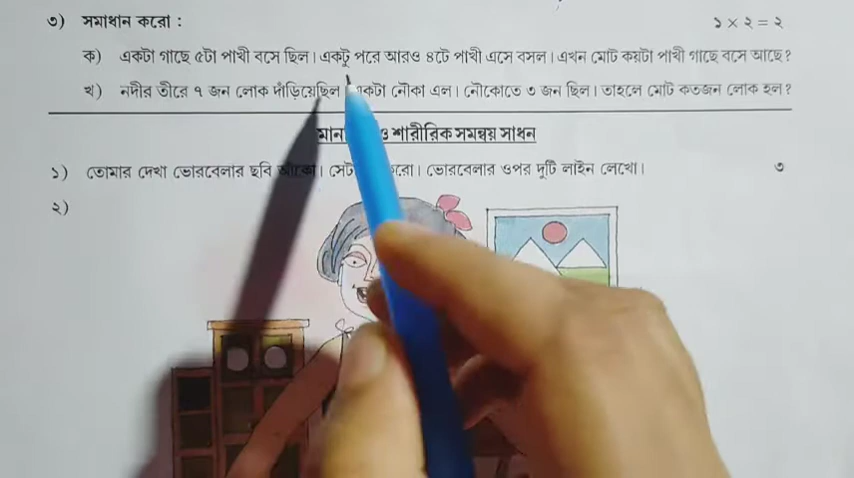 ৩) সমাধান করো : ১ × ২ = ২
ক) একটা গাছে ৫টা পাখী বসে ছিল। একটু পরে আরও ৪টে পাখী এসে বসল। এখন মোট কয়টা পাখী গাছে বসে আছে?
খ) নদীর তীরে ৭ জন লোক দাঁড়িয়েছিল। একটা নৌকা এল। নৌকোতে ৩ জন ছিল। তাহলে মোট কতজন লোক হল?
ও শারীরিক সমন্বয় সাধন
১) তোমার দেখা ভোরবেলার ছবি আঁকো। ভোরবেলার ওপর দুটি লাইন লেখো। ৩
২)